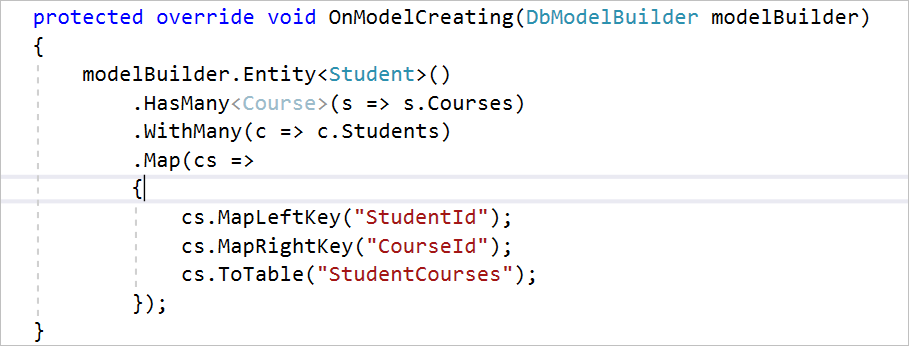 protected override void OnModelCreating(DbModelBuilder modelBuilder)
{
    modelBuilder.Entity<Student>()
        .HasMany<Course>(s => s.Courses)
        .WithMany(c => c.Students)
        .Map(cs =>
        {
            cs.MapLeftKey("StudentId");
            cs.MapRightKey("CourseId");
            cs.ToTable("StudentCourses");
        });
}